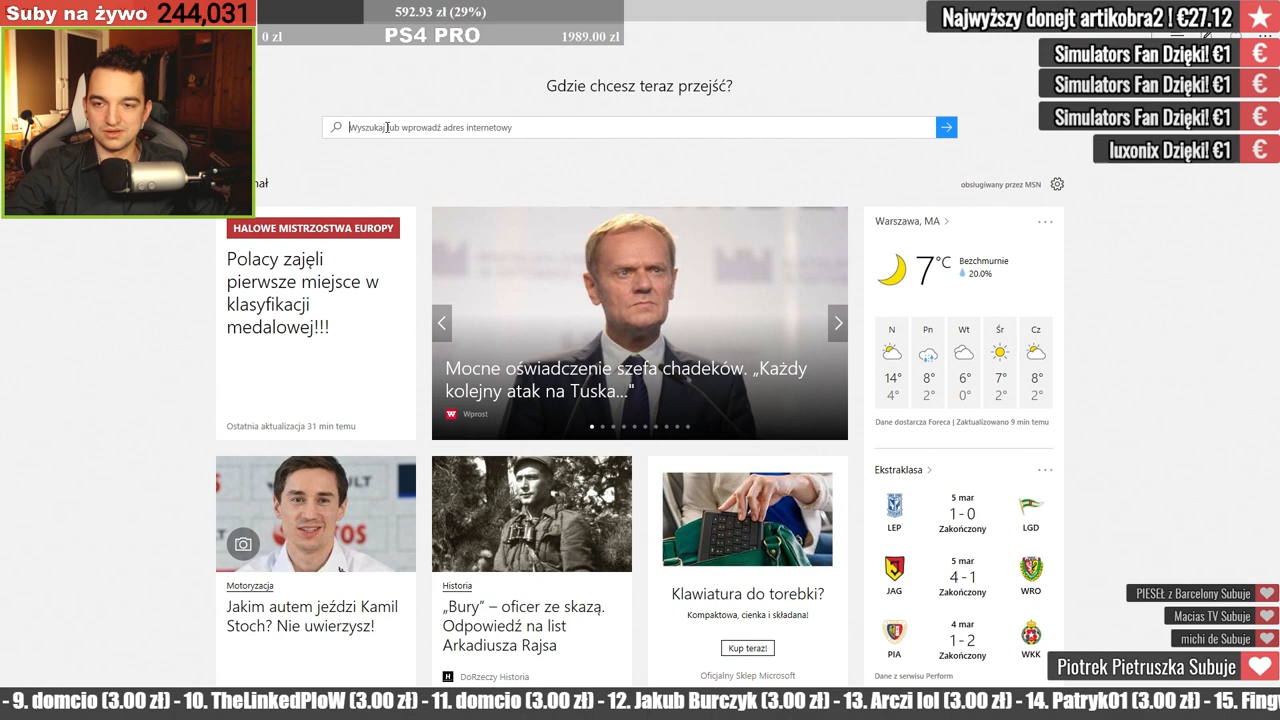 Suby na żywo 244,031
592.93 zł (29%)
0 zł PS4 PRO 1989.00 zł
Najwyższy donejt artikobra2 ! €27.12
Simulators Fan Dzięki! €1
Simulators Fan Dzięki! €1
Simulators Fan Dzięki! €1
luxonix Dzięki! €1
Gdzie chcesz teraz przejść?
Wyszukaj lub wprowadź adres internetowy
obsługiwany przez MSN
HALOWE MISTRZOSTWA EUROPY
Polacy zajęli
pierwsze miejsce w
klasyfikacji
medalowej!!!
Ostatnia aktualizacja 31 min temu
Mocne oświadczenie szefa chadeków. „Każdy
kolejny atak na Tuska..."
W Wprost
Warszawa, MA
7°C
Bezchmurnie
20.0%
N Pn Wt Śr Cz
14° 8° 6° 7° 8°
4° 2° 0° 2° 2°
Dane dostarcza Foreca | Zaktualizowano 9 min temu
Ekstraklasa
5 mar
1-0
LEP Zakończony LGD
5 mar
4-1
JAG Zakończony WRO
4 mar
1-2
PIA Zakończony WKK
Dane z serwisu Perform
Motoryzacja
Jakim autem jeździ Kamil
Stoch? Nie uwierzysz!
Historia
„Bury” – oficer ze skazą.
Odpowiedź na list
Arkadiusza Rajsa
H DoRzeczy Historia
Klawiatura do torebki?
Kompaktowa, cienka i składana!
Kup teraz!
Oficjalny Sklep Microsoft
PIESEŁ z Barcelony Subuje
Macias TV Subuje
michi de Subuje
Piotrek Pietruszka Subuje
- 9. domcio (3.00 zł) - 10. TheLinkedPloW (3.00 zł) - 11. domcio (3.00 zł) - 12. Jakub Burczyk (3.00 zł) - 13. Arczi lol (3.00 zł) - 14. Patryk01 (3.00 zł) - 15. Fing